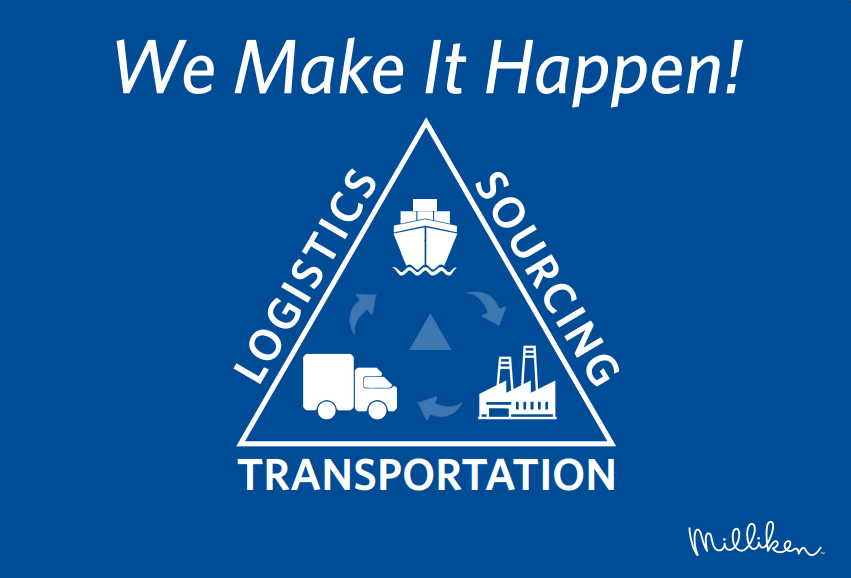 We Make It Happen!
LOGISTICS
SOURCING
TRANSPORTATION
Milliken